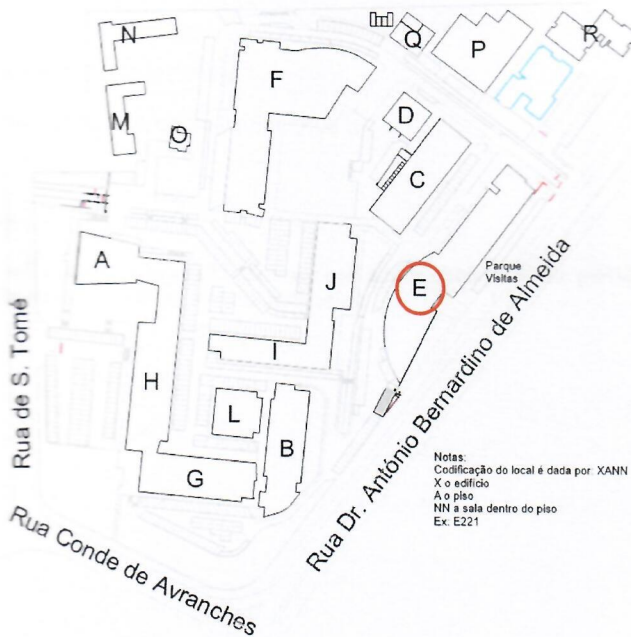 N
Q
P
R
F
M
O
D
C
A
E
Parque
Visitas
J
I
H
L
B
G
Rua de S. Tomé
Rua Conde de Avranches
Rua Dr. António Bernardino de Almeida
Notas:
Codificação do local é dada por: XANN
X o edifício
A o piso
NN a sala dentro do piso
Ex: E221